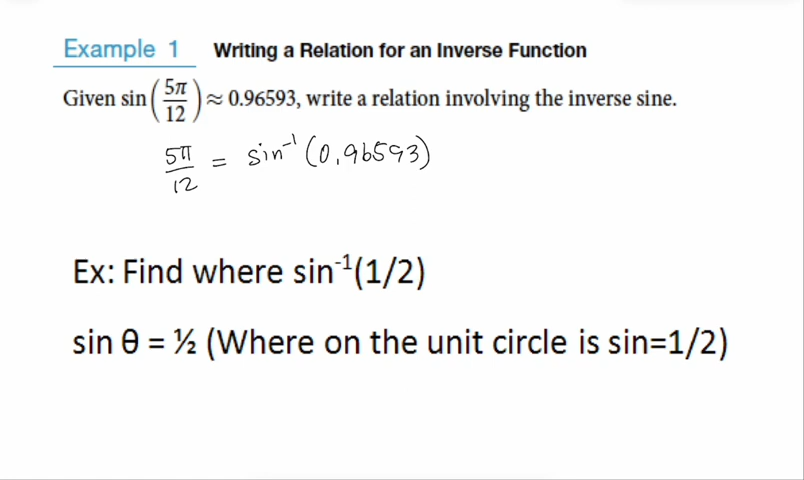 Example 1 Writing a Relation for an Inverse Function
Given sin(5π/12) ≈ 0.96593, write a relation involving the inverse sine.
5π/12 = sin⁻¹(0.96593)
Ex: Find where sin⁻¹(1/2)
sin θ = ½ (Where on the unit circle is sin=1/2)